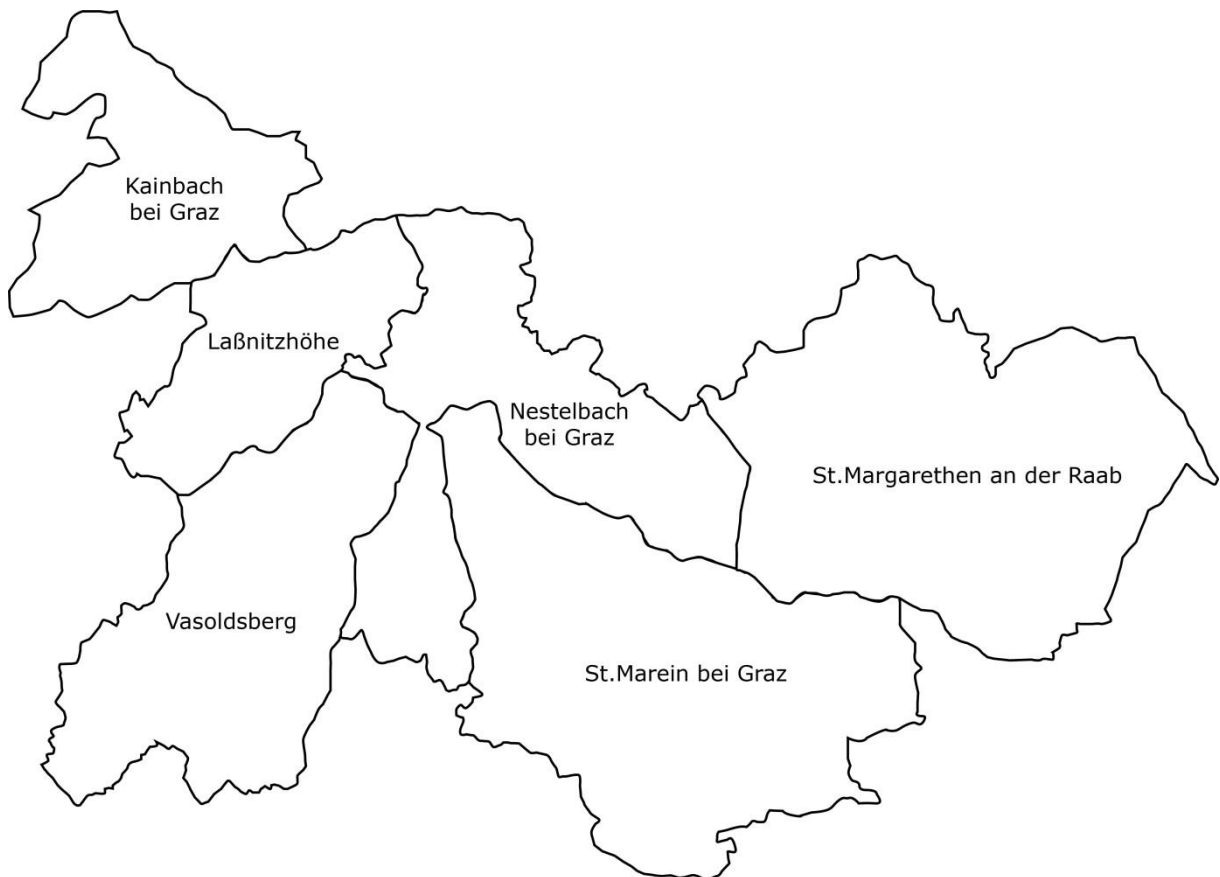 Kainbach
bei Graz
Laßnitzhöhe
Nestelbach
bei Graz
St.Margarethen an der Raab
Vasoldsberg
St.Marein bei Graz